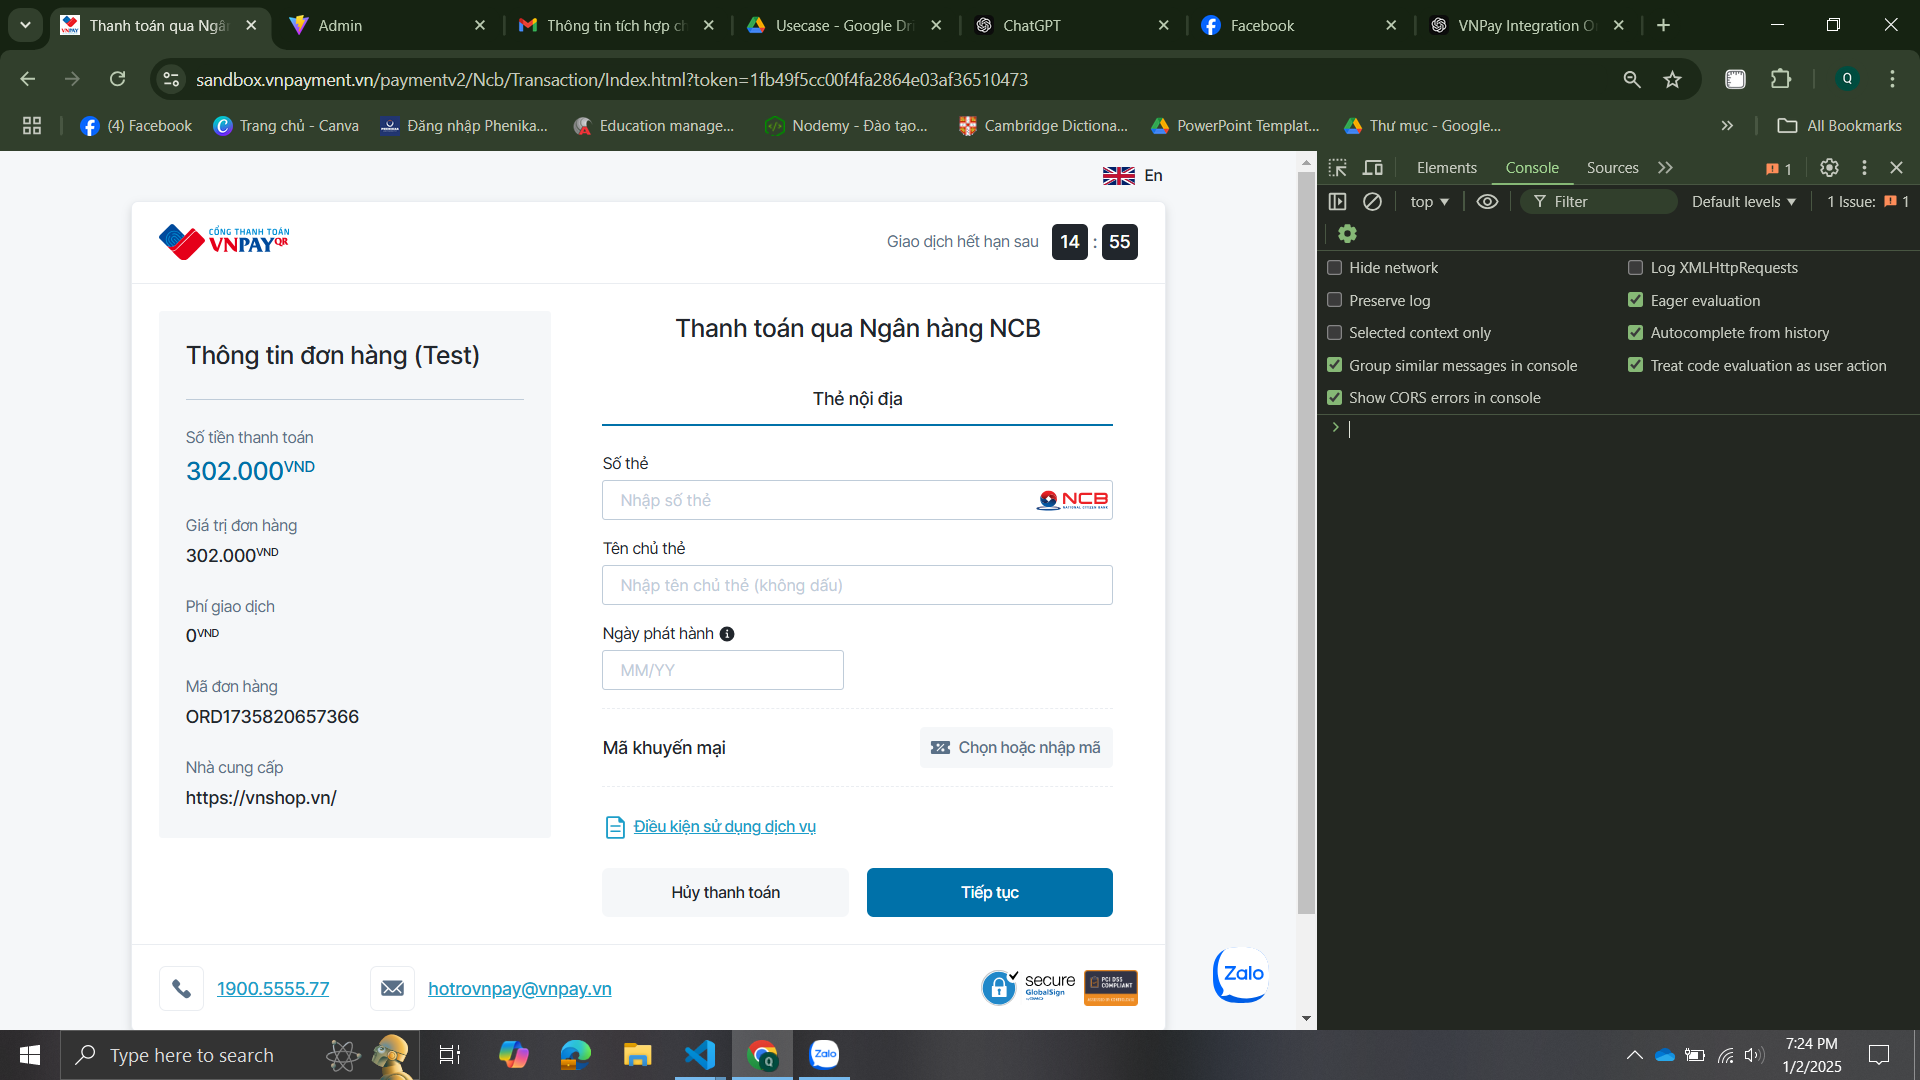 Thanh toán qua Ngâ
Admin
Thông tin tích hợp ch
Usecase - Google Dri
ChatGPT
Facebook
VNPay Integration O
sandbox.vnpayment.vn/paymentv2/Ncb/Transaction/Index.html?token=1fb49f5cc00f4fa2864e03af36510473
Q
(4) Facebook
Trang chủ - Canva
Đăng nhập Phenika...
Education manage...
Nodemy - Đào tạo...
Cambridge Dictiona...
PowerPoint Templat...
Thư mục - Google...
All Bookmarks
En
CỔNG THANH TOÁN
VNPAYQR
Giao dịch hết hạn sau 14 : 55
Thông tin đơn hàng (Test)
Số tiền thanh toán
302.000VND
Giá trị đơn hàng
302.000VND
Phí giao dịch
0VND
Mã đơn hàng
ORD1735820657366
Nhà cung cấp
https://vnshop.vn/
Thanh toán qua Ngân hàng NCB
Thẻ nội địa
Số thẻ
Nhập số thẻ
NCB
NATIONAL CITIZEN BANK
Tên chủ thẻ
Nhập tên chủ thẻ (không dấu)
Ngày phát hành
MM/YY
Mã khuyến mại
Chọn hoặc nhập mã
Điều kiện sử dụng dịch vụ
Hủy thanh toán
Tiếp tục
1900.5555.77
hotrovnpay@vnpay.vn
secure
GlobalSign
PCI DSS
COMPLIANT
Zalo
Elements
Console
Sources
1
top
Filter
Default levels
1 Issue: 1
Hide network
Log XMLHttpRequests
Preserve log
Eager evaluation
Selected context only
Autocomplete from history
Group similar messages in console
Treat code evaluation as user action
Show CORS errors in console
Type here to search
Q
Zalo
7:24 PM
1/2/2025